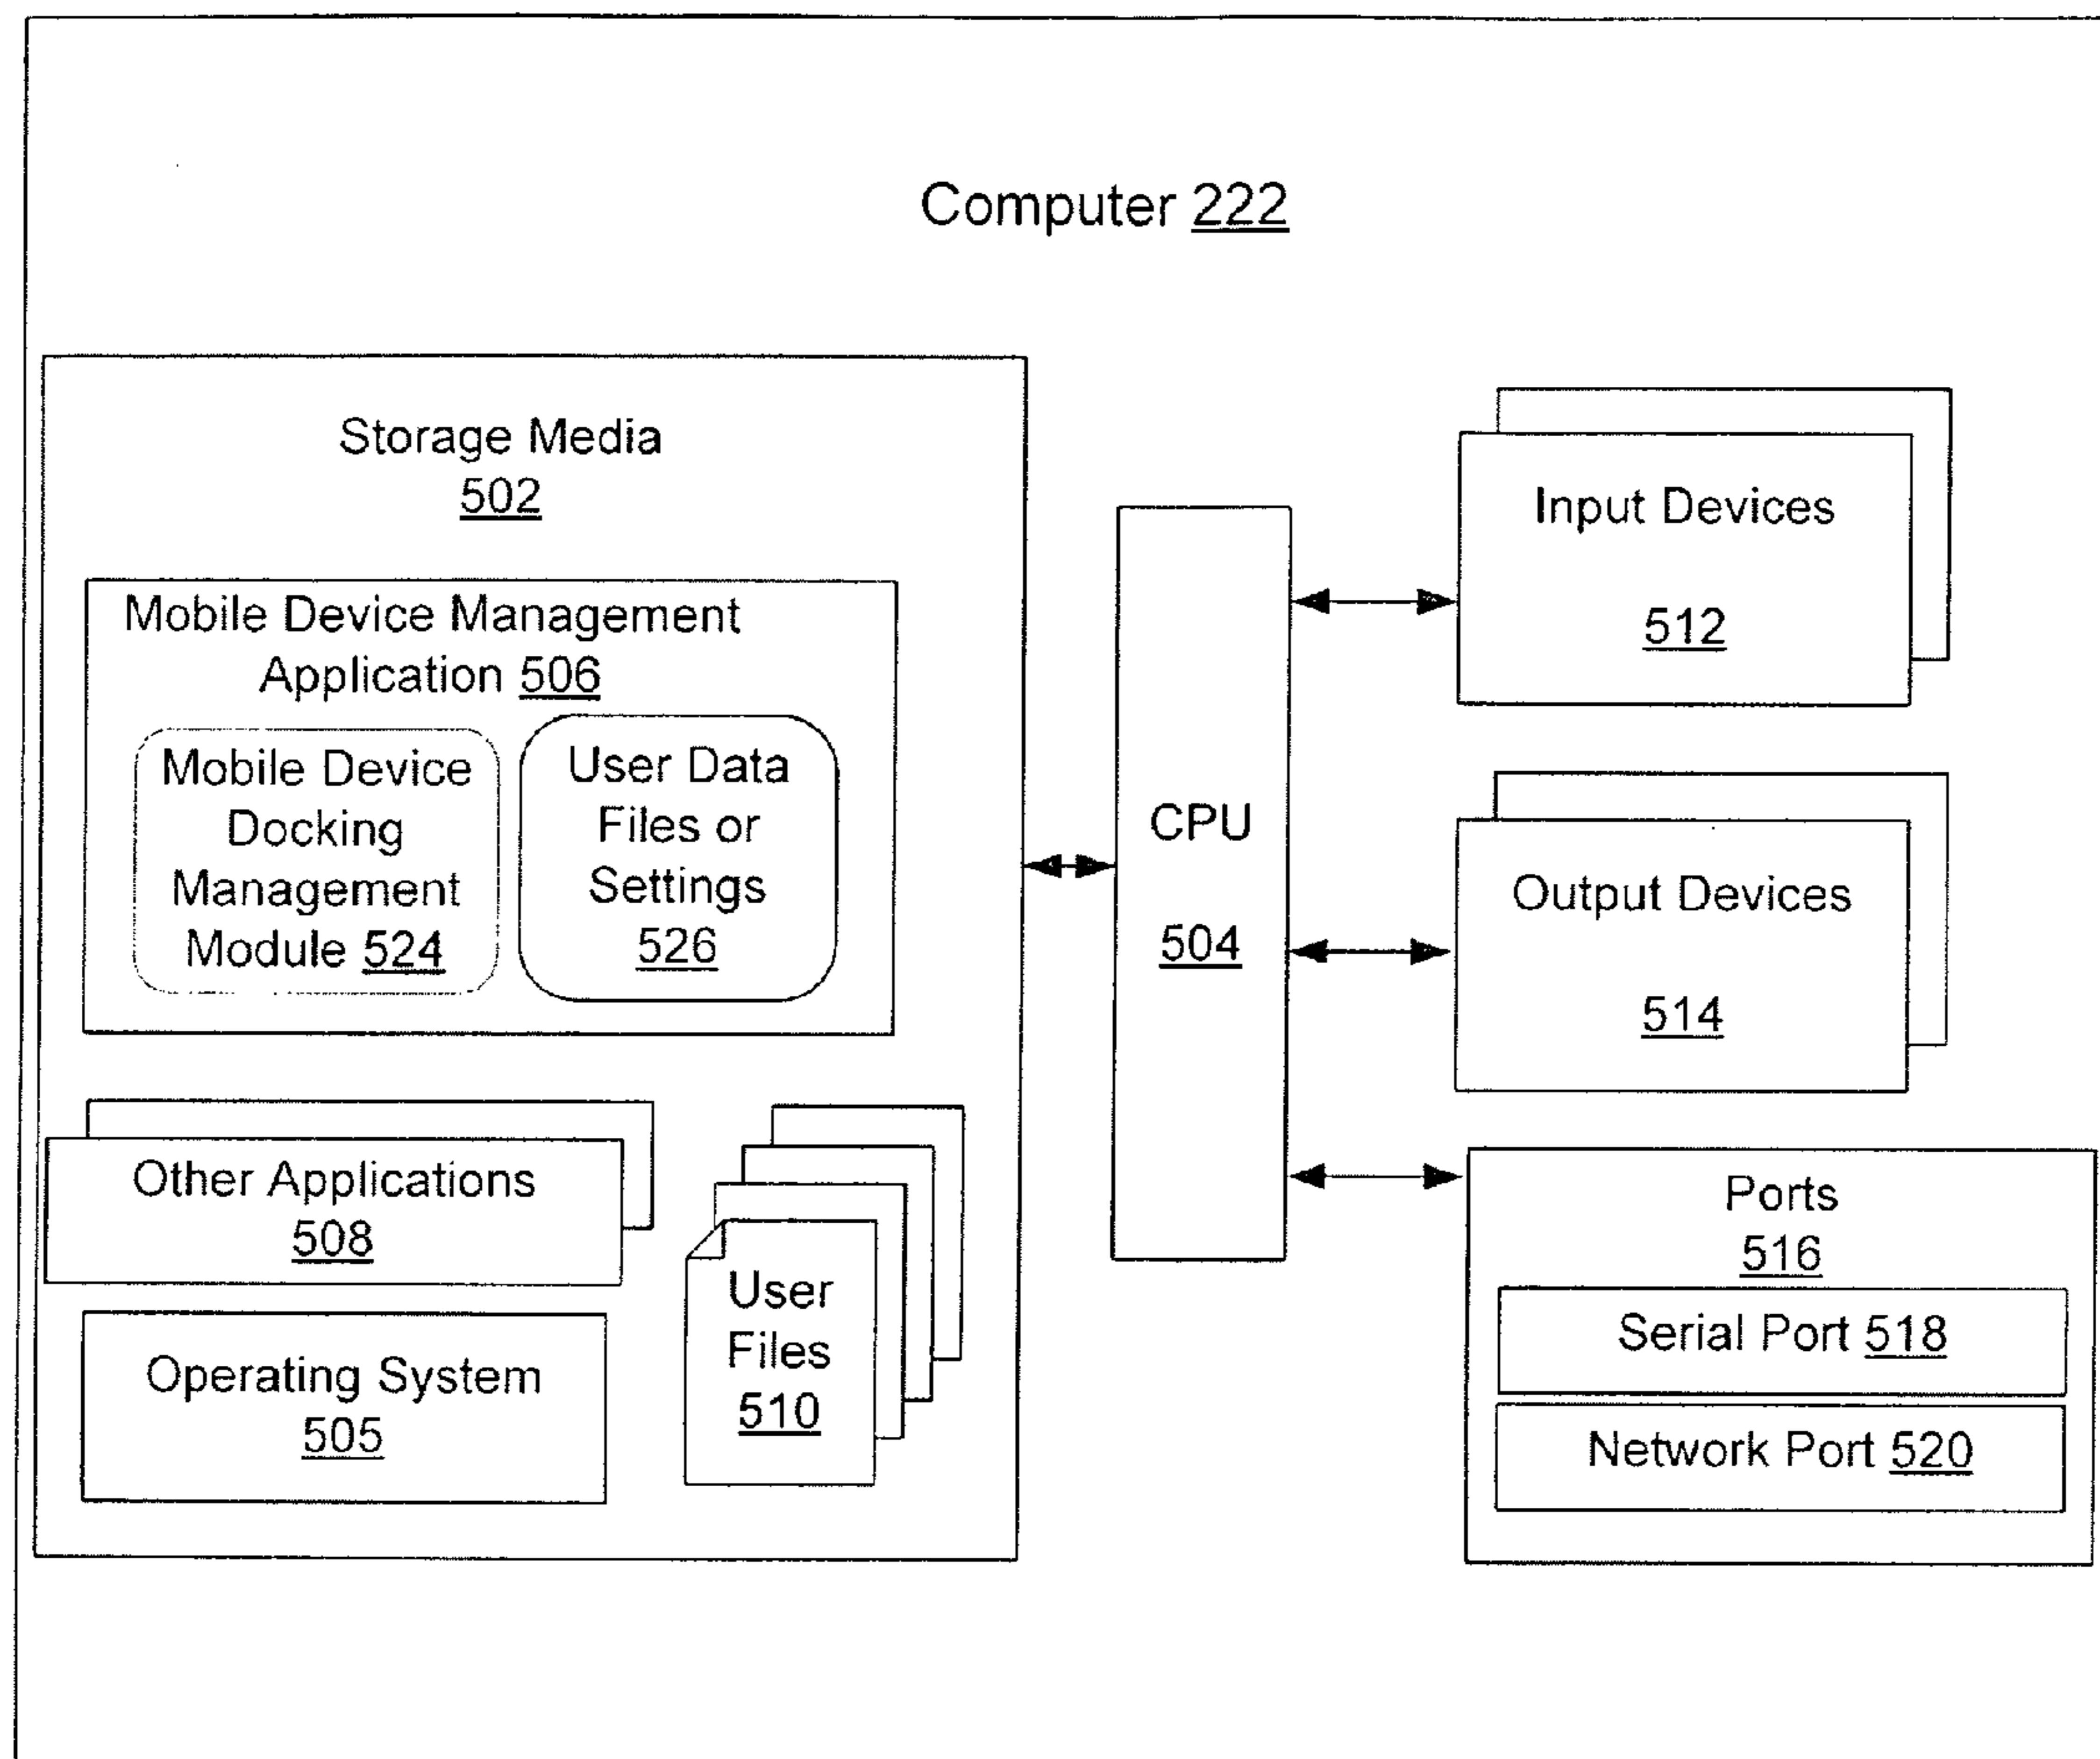 Computer 222
Storage Media
502
Mobile Device Management
Application 506
Mobile Device
Docking
Management
Module 524
User Data
Files or
Settings
526
Other Applications
508
Operating System
505
User
Files
510
CPU
504
Input Devices
512
Output Devices
514
Ports
516
Serial Port 518
Network Port 520